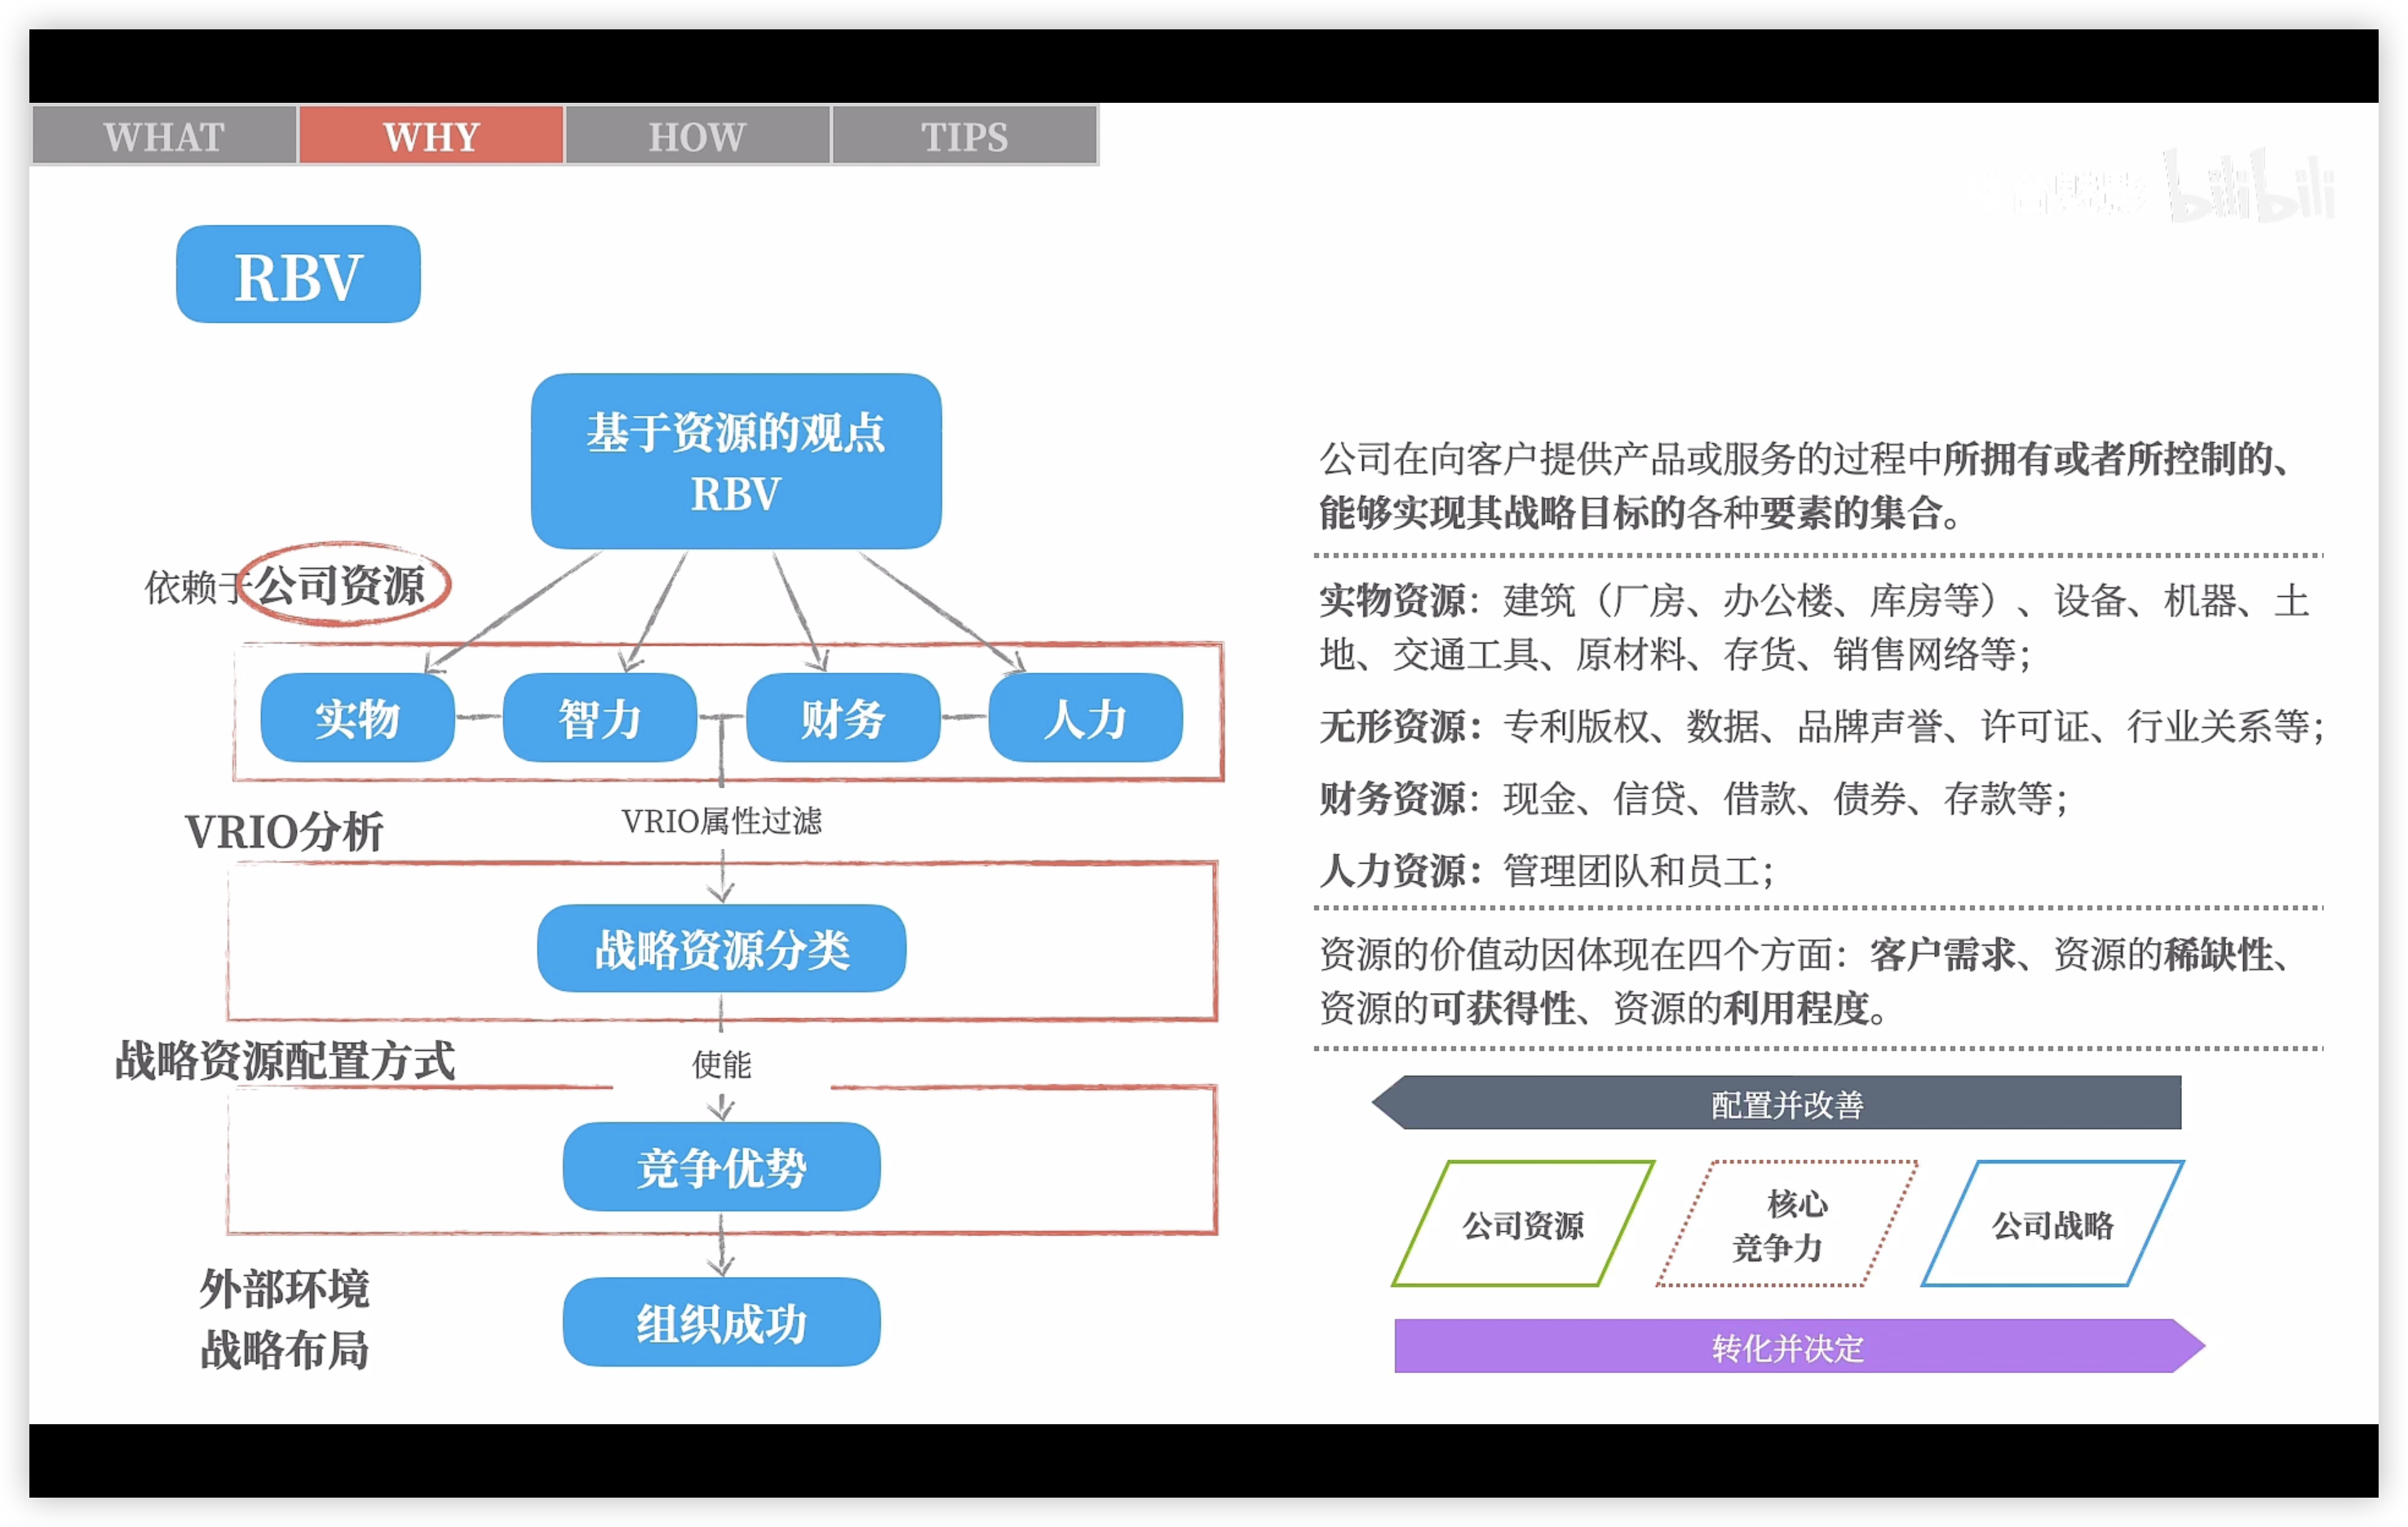 WHAT
WHY
HOW
TIPS
bilibili
RBV
基于资源的观点
RBV
依赖于公司资源
实物
智力
财务
人力
VRIO分析
VRIO属性过滤
战略资源分类
战略资源配置方式
使能
竞争优势
外部环境
战略布局
组织成功
公司在向客户提供产品或服务的过程中所拥有或者所控制的、
能够实现其战略目标的各种要素的集合。
实物资源：建筑（厂房、办公楼、库房等）、设备、机器、土
地、交通工具、原材料、存货、销售网络等；
无形资源：专利版权、数据、品牌声誉、许可证、行业关系等；
财务资源：现金、信贷、借款、债券、存款等；
人力资源：管理团队和员工；
资源的价值动因体现在四个方面：客户需求、资源的稀缺性、
资源的可获得性、资源的利用程度。
配置并改善
公司资源
核心
竞争力
公司战略
转化并决定